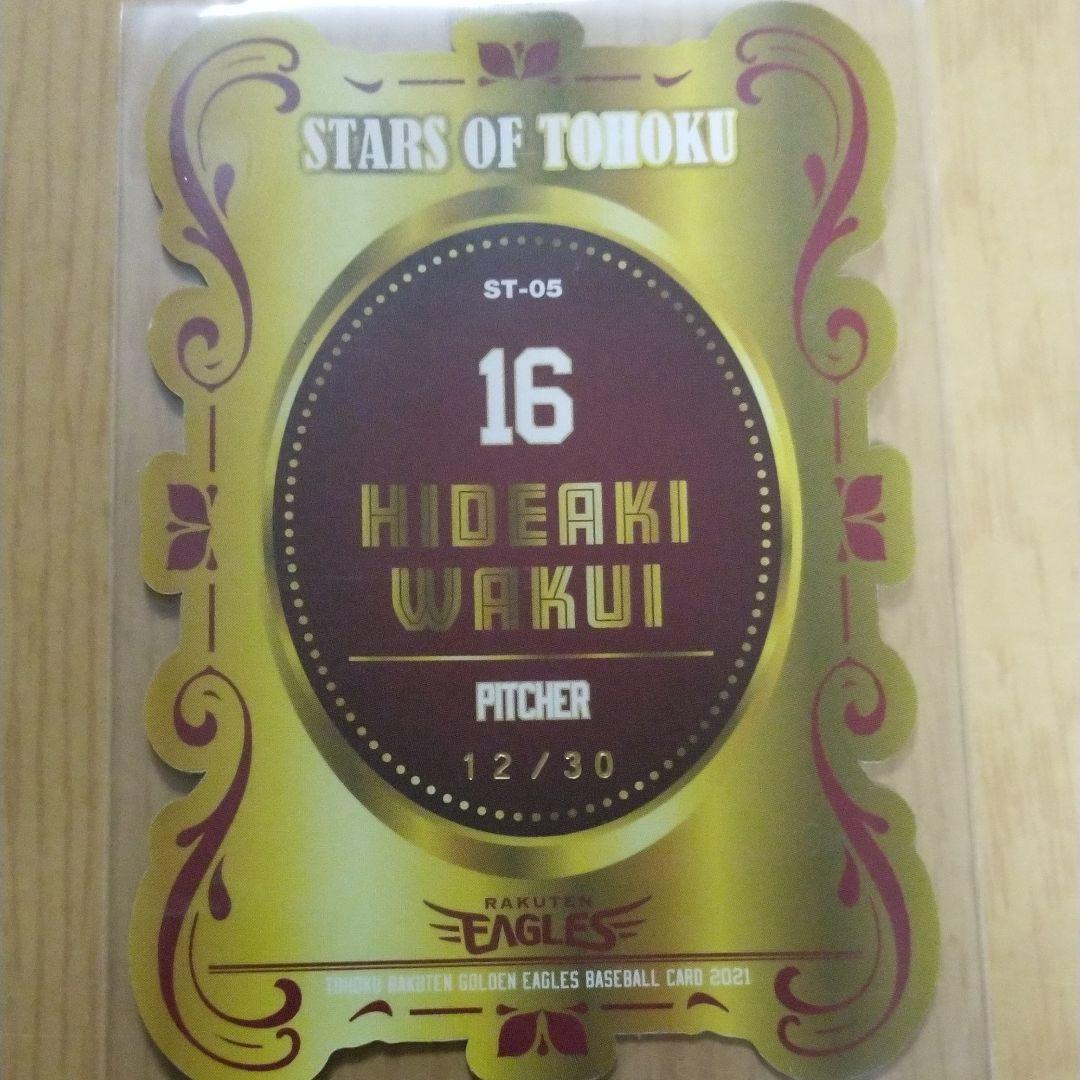 STARS OF TOHOKU
ST-05
16
HIDEAKI
WAKUI
PITCHER
12/30
RAKUTEN
EAGLES
TOHOKU RAKUTEN GOLDEN EAGLES BASEBALL CARD 2021